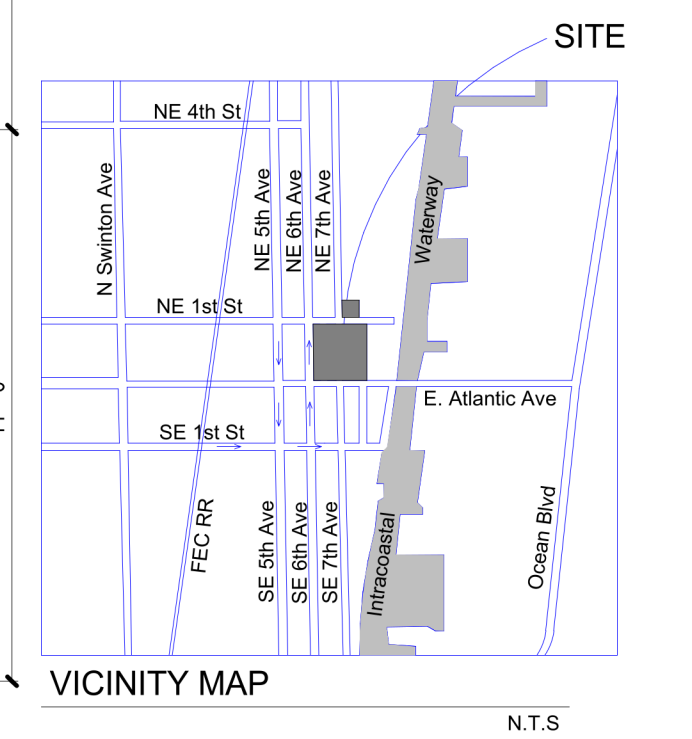 SITE
NE 4th St
N Swinton Ave
NE 5th Ave
NE 6th Ave
NE 7th Ave
Waterway
NE 1st St
E. Atlantic Ave
SE 1st St
FEC RR
SE 5th Ave
SE 6th Ave
SE 7th Ave
Intracoastal
Ocean Blvd
VICINITY MAP
N.T.S